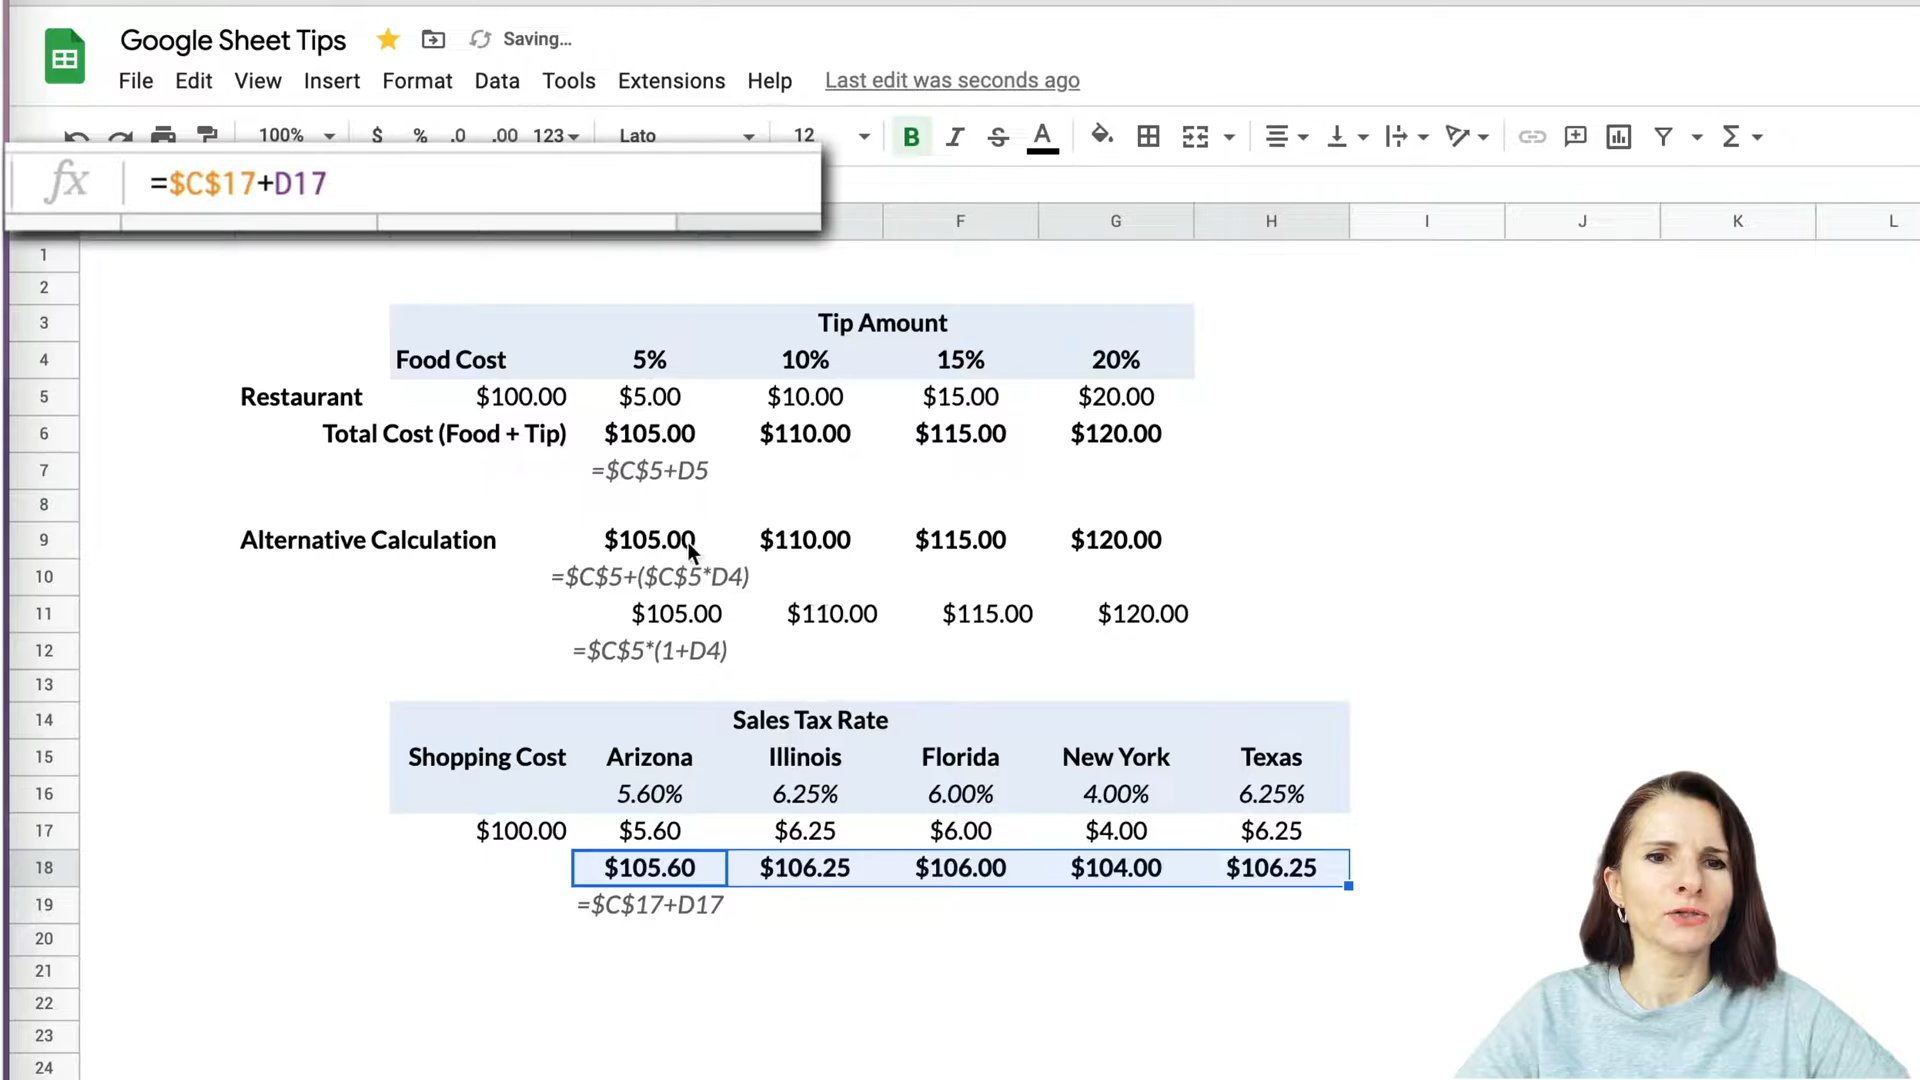 Google Sheet Tips Saving...
File Edit View Insert Format Data Tools Extensions Help Last edit was seconds ago
100% $ % .0 .00 123 Lato 12 B I S A Σ
fx =$C$17+D17
F G H I J K L
1
2
3 Tip Amount
4 Food Cost 5% 10% 15% 20%
5 Restaurant $100.00 $5.00 $10.00 $15.00 $20.00
6 Total Cost (Food + Tip) $105.00 $110.00 $115.00 $120.00
7 =$C$5+D5
8
9 Alternative Calculation $105.00 $110.00 $115.00 $120.00
10 =$C$5+($C$5*D4)
11 $105.00 $110.00 $115.00 $120.00
12 =$C$5*(1+D4)
13
14 Sales Tax Rate
15 Shopping Cost Arizona Illinois Florida New York Texas
16 5.60% 6.25% 6.00% 4.00% 6.25%
17 $100.00 $5.60 $6.25 $6.00 $4.00 $6.25
18 $105.60 $106.25 $106.00 $104.00 $106.25
19 =$C$17+D17
20
21
22
23
24